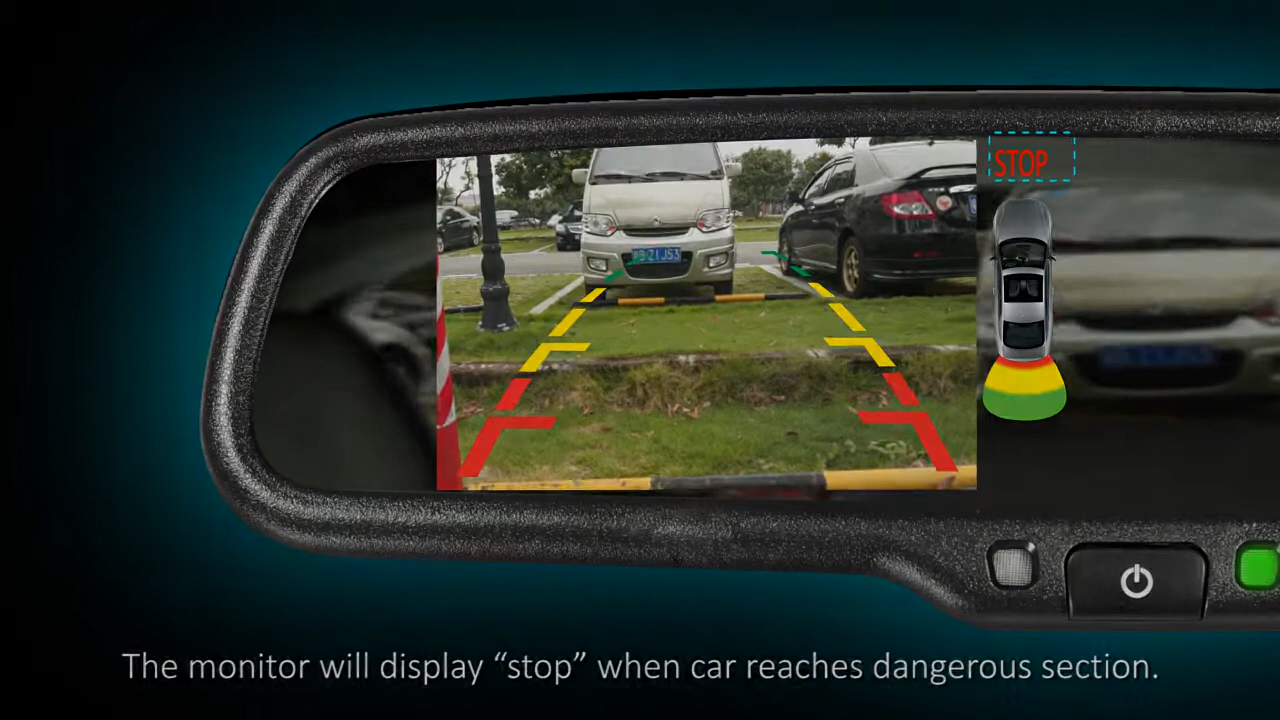 STOP
The monitor will display “stop” when car reaches dangerous section.